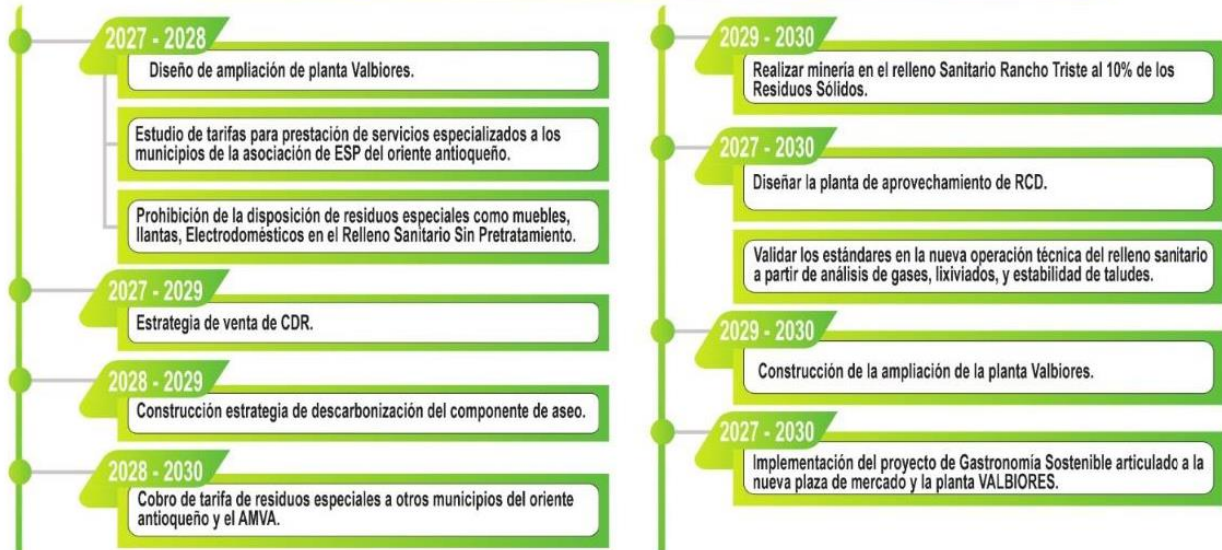 2027 - 2028
Diseño de ampliación de planta Valbiores.
Estudio de tarifas para prestación de servicios especializados a los
municipios de la asociación de ESP del oriente antioqueño.
Prohibición de la disposición de residuos especiales como muebles,
llantas, Electrodomésticos en el Relleno Sanitario Sin Pretratamiento.
2027 - 2029
Estrategia de venta de CDR.
2028 - 2029
Construcción estrategia de descarbonización del componente de aseo.
2028 - 2030
Cobro de tarifa de residuos especiales a otros municipios del oriente
antioqueño y el AMVA.
2029 - 2030
Realizar minería en el relleno Sanitario Rancho Triste al 10% de los
Residuos Sólidos.
2027 - 2030
Diseñar la planta de aprovechamiento de RCD.
Validar los estándares en la nueva operación técnica del relleno sanitario
a partir de análisis de gases, lixiviados, y estabilidad de taludes.
2029 - 2030
Construcción de la ampliación de la planta Valbiores.
2027 - 2030
Implementación del proyecto de Gastronomía Sostenible articulado a la
nueva plaza de mercado y la planta VALBIORES.